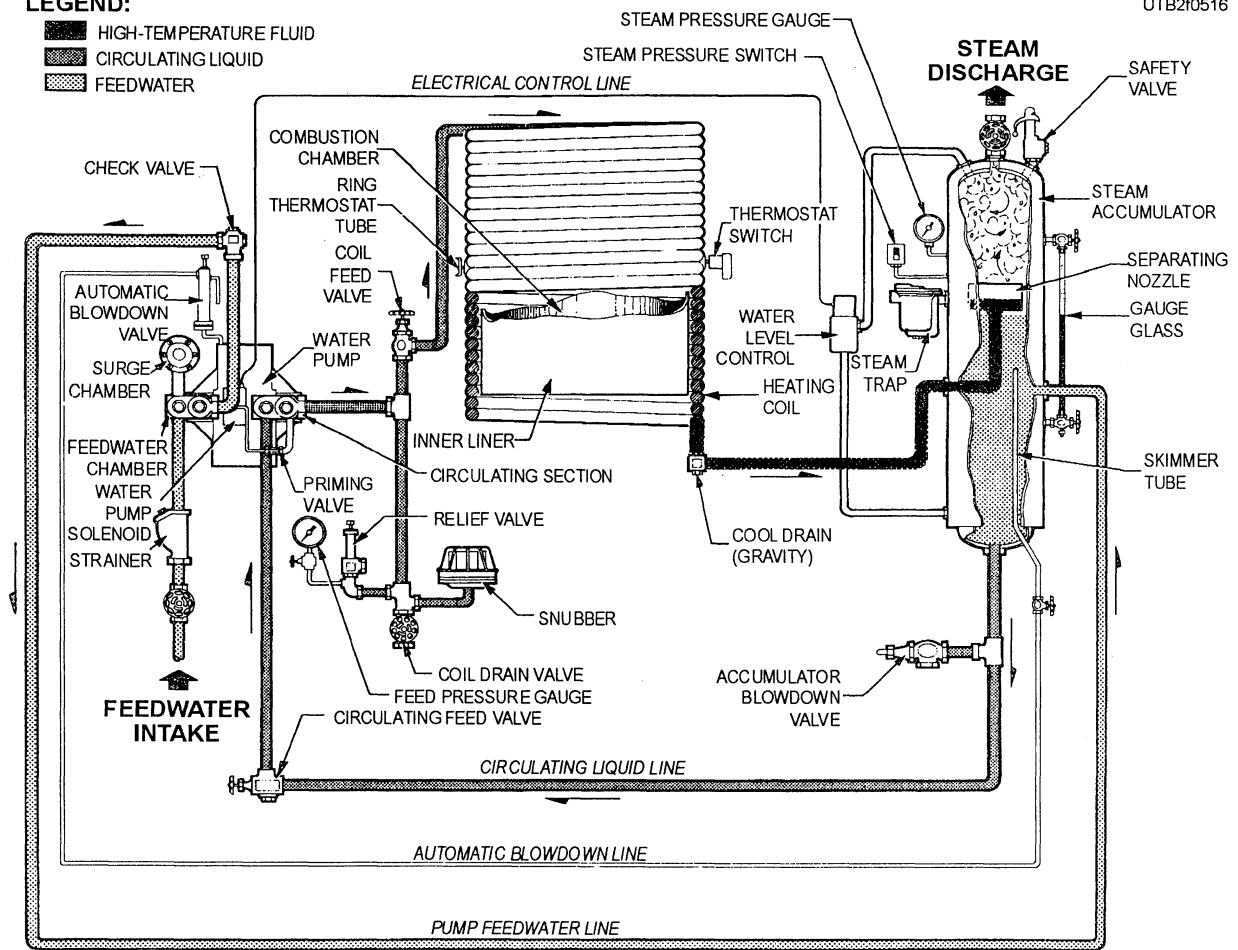 LEGEND:
HIGH-TEMPERATURE FLUID
CIRCULATING LIQUID
FEEDWATER
UTB2f0516
STEAM PRESSURE GAUGE
STEAM PRESSURE SWITCH
STEAM
DISCHARGE
SAFETY
VALVE
ELECTRICAL CONTROL LINE
COMBUSTION
CHAMBER
CHECK VALVE
RING
THERMOSTAT
TUBE
THERMOSTAT
SWITCH
STEAM
ACCUMULATOR
COIL
FEED
VALVE
SEPARATING
NOZZLE
AUTOMATIC
BLOWDOWN
VALVE
WATER
PUMP
WATER
LEVEL
CONTROL
GAUGE
GLASS
STEAM
TRAP
SURGE
CHAMBER
HEATING
COIL
FEEDWATER
CHAMBER
INNER LINER
CIRCULATING SECTION
SKIMMER
TUBE
WATER
PUMP
SOLENOID
PRIMING
VALVE
RELIEF VALVE
STRAINER
COOL DRAIN
(GRAVITY)
SNUBBER
COIL DRAIN VALVE
FEED PRESSURE GAUGE
CIRCULATING FEED VALVE
ACCUMULATOR
BLOWDOWN
VALVE
FEEDWATER
INTAKE
CIRCULATING LIQUID LINE
AUTOMATIC BLOWDOWN LINE
PUMP FEEDWATER LINE